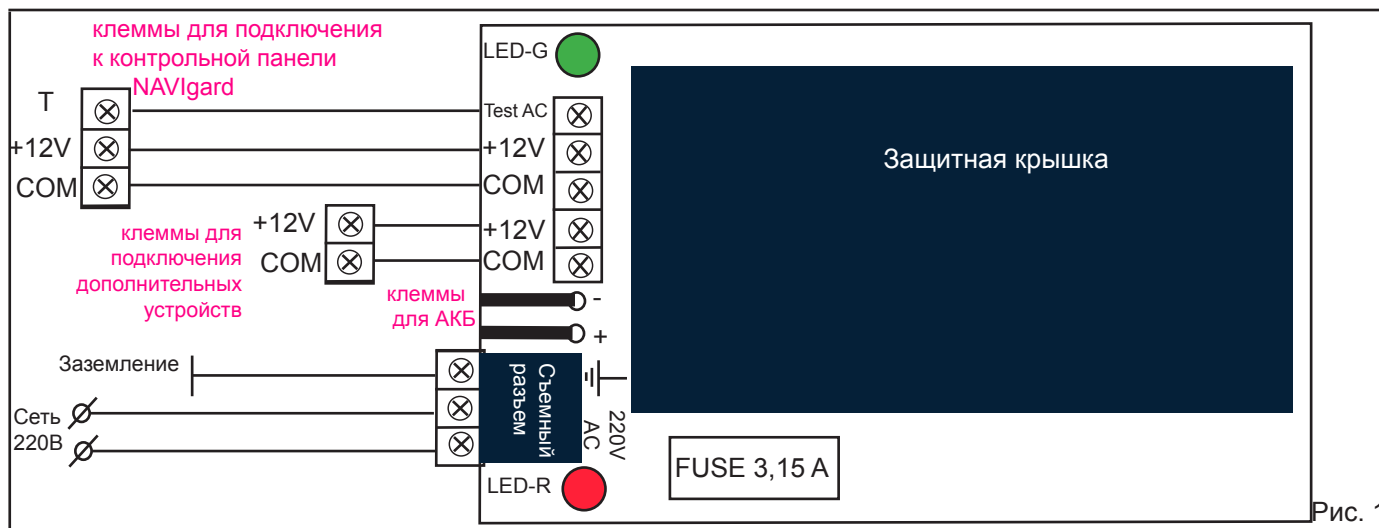 клеммы для подключения
к контрольной панели
NAVIgard
T
+12V
COM
LED-G
Test AC
+12V
COM
+12V
COM
Защитная крышка
+12V
COM
клеммы для
подключения
дополнительных
устройств
клеммы
для АКБ
-
+
Заземление
Сеть
220В
Съемный
разъем
220V
AC
LED-R
FUSE 3,15 A
Рис. 1